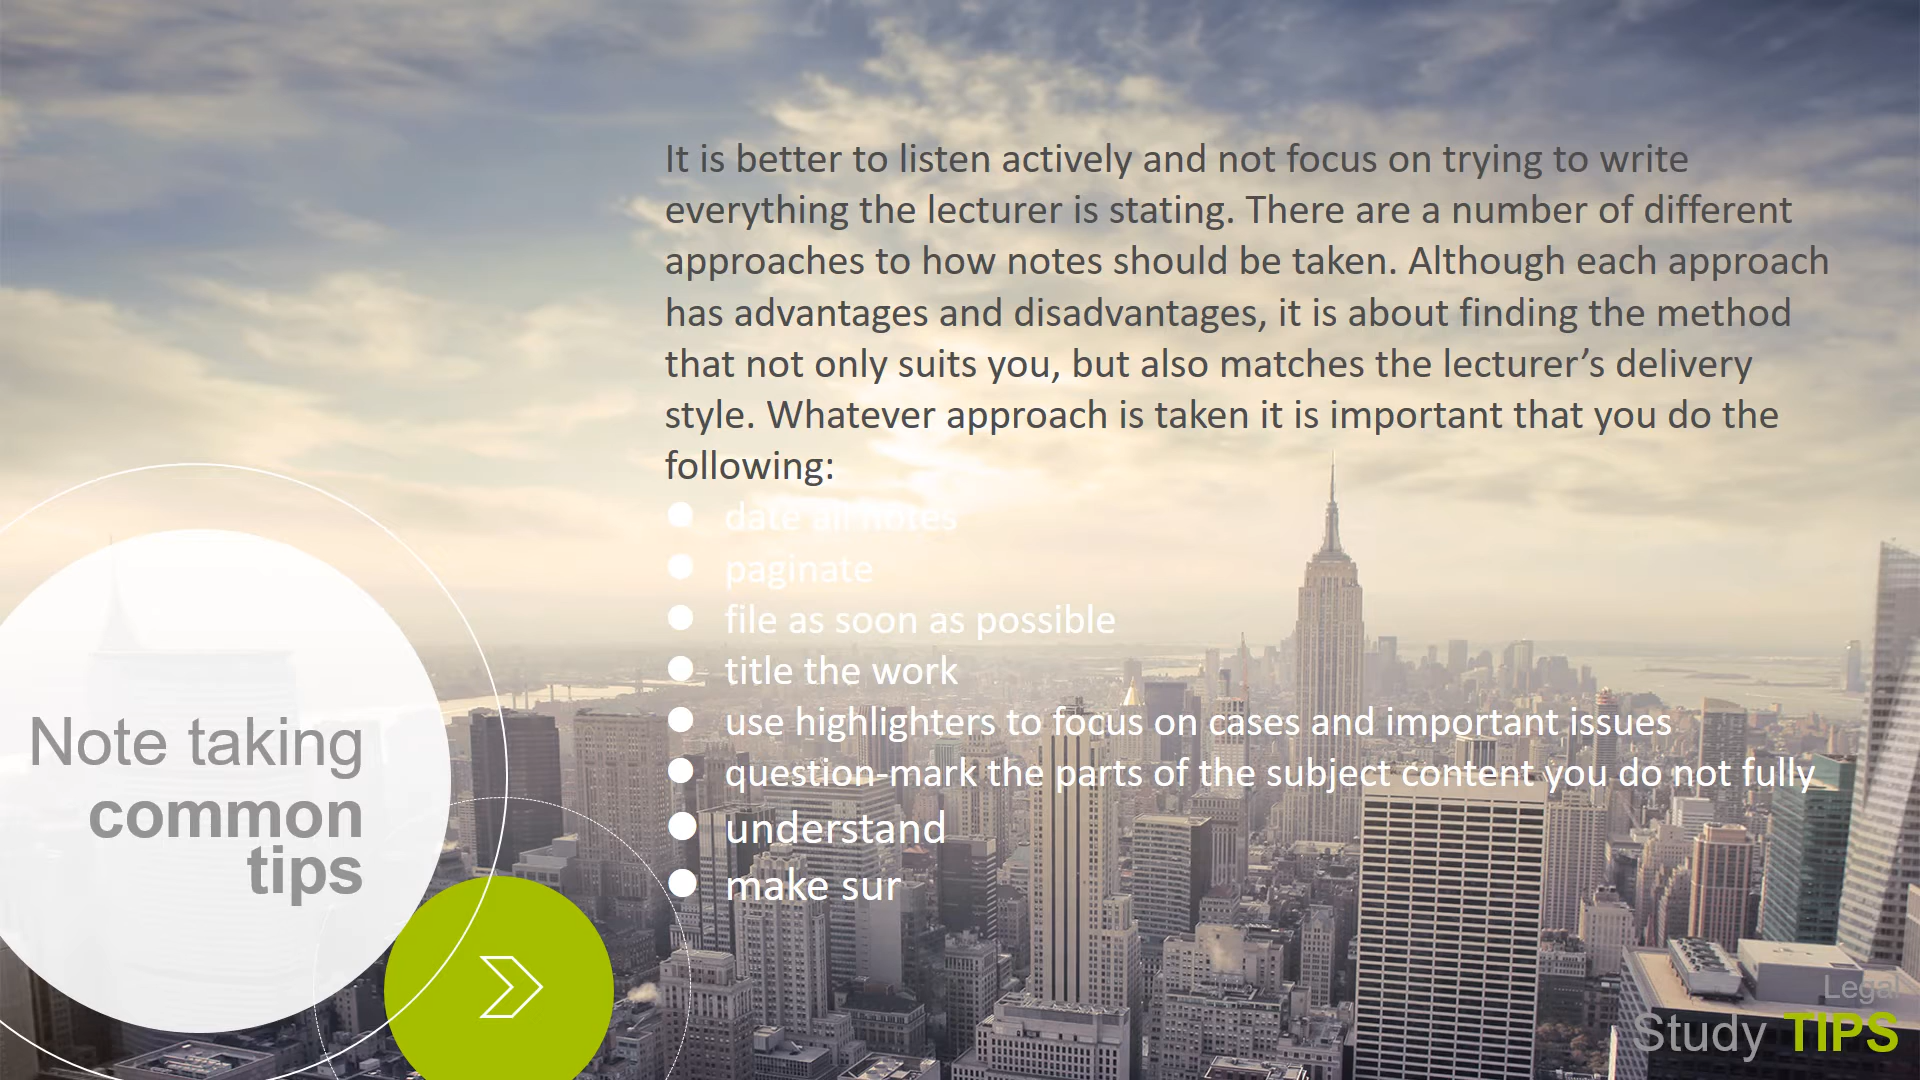 It is better to listen actively and not focus on trying to write
everything the lecturer is stating. There are a number of different
approaches to how notes should be taken. Although each approach
has advantages and disadvantages, it is about finding the method
that not only suits you, but also matches the lecturer’s delivery
style. Whatever approach is taken it is important that you do the
following:
● date all notes
● paginate
● file as soon as possible
● title the work
● use highlighters to focus on cases and important issues
● question-mark the parts of the subject content you do not fully
● understand
● make sur
Note taking
common
tips
Legal
Study TIPS